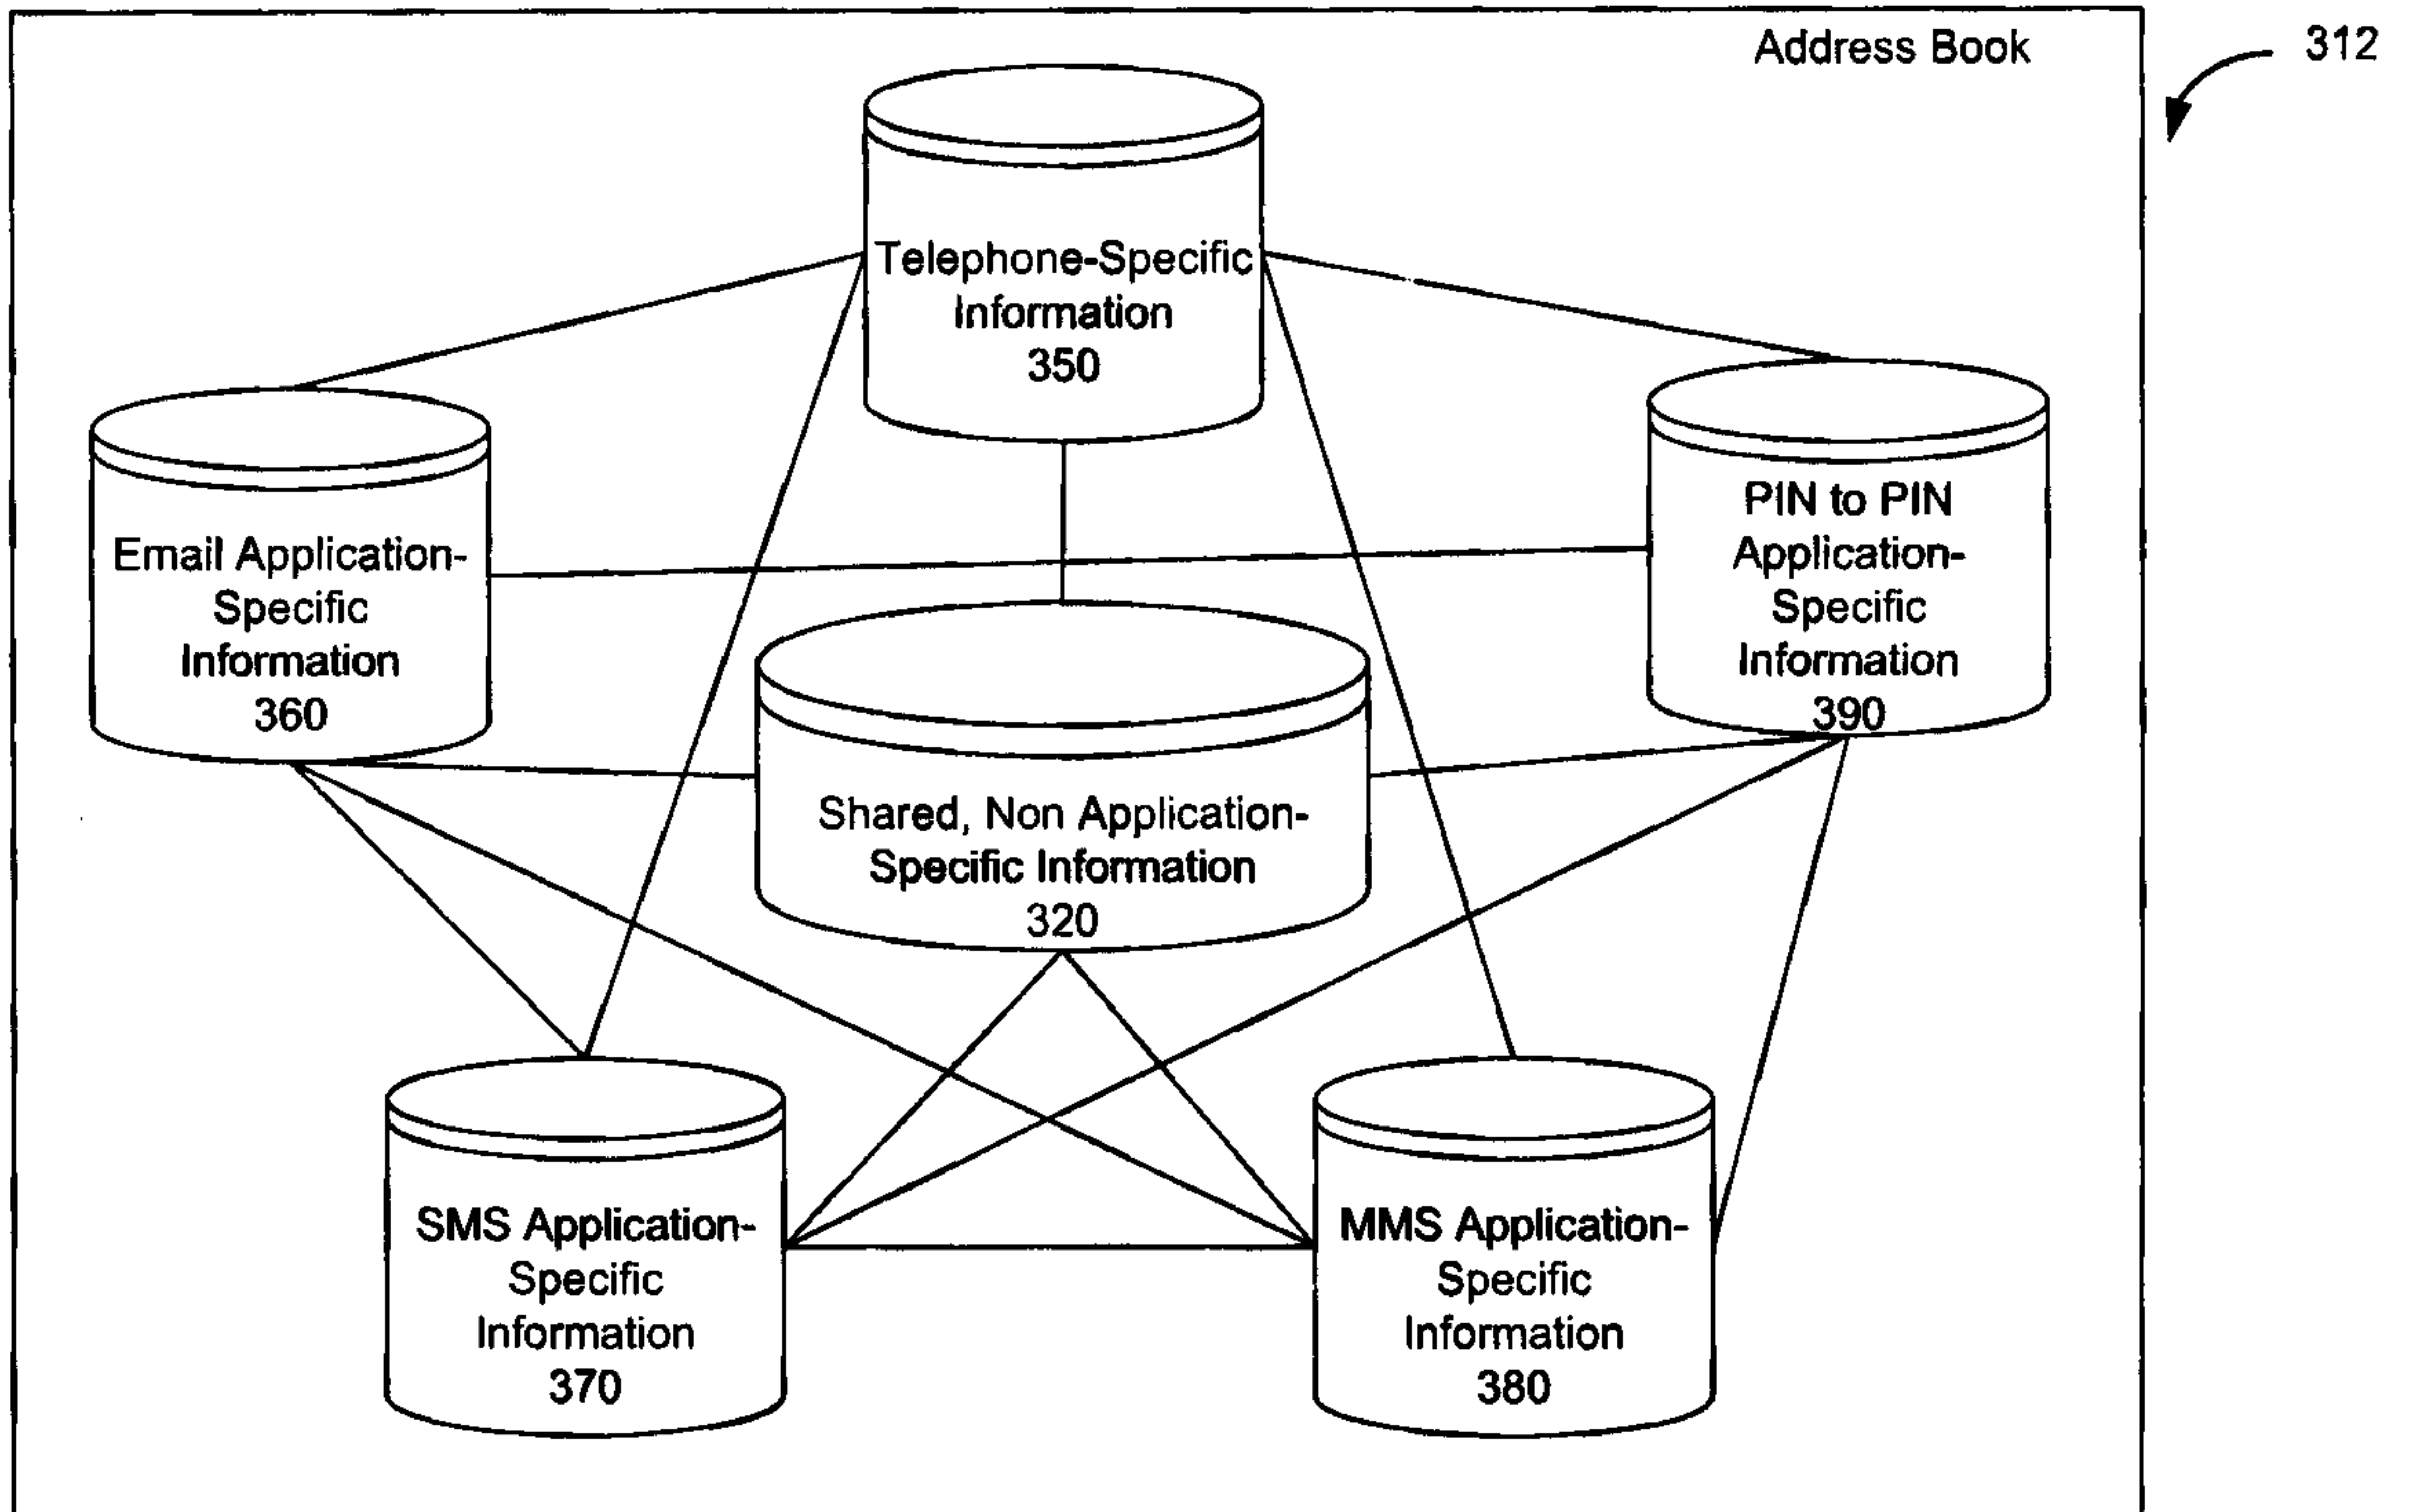 Address Book
312
Telephone-Specific
Information
350
Email Application-
Specific
Information
360
PIN to PIN
Application-
Specific
Information
390
Shared, Non Application-
Specific Information
320
SMS Application-
Specific
Information
370
MMS Application-
Specific
Information
380